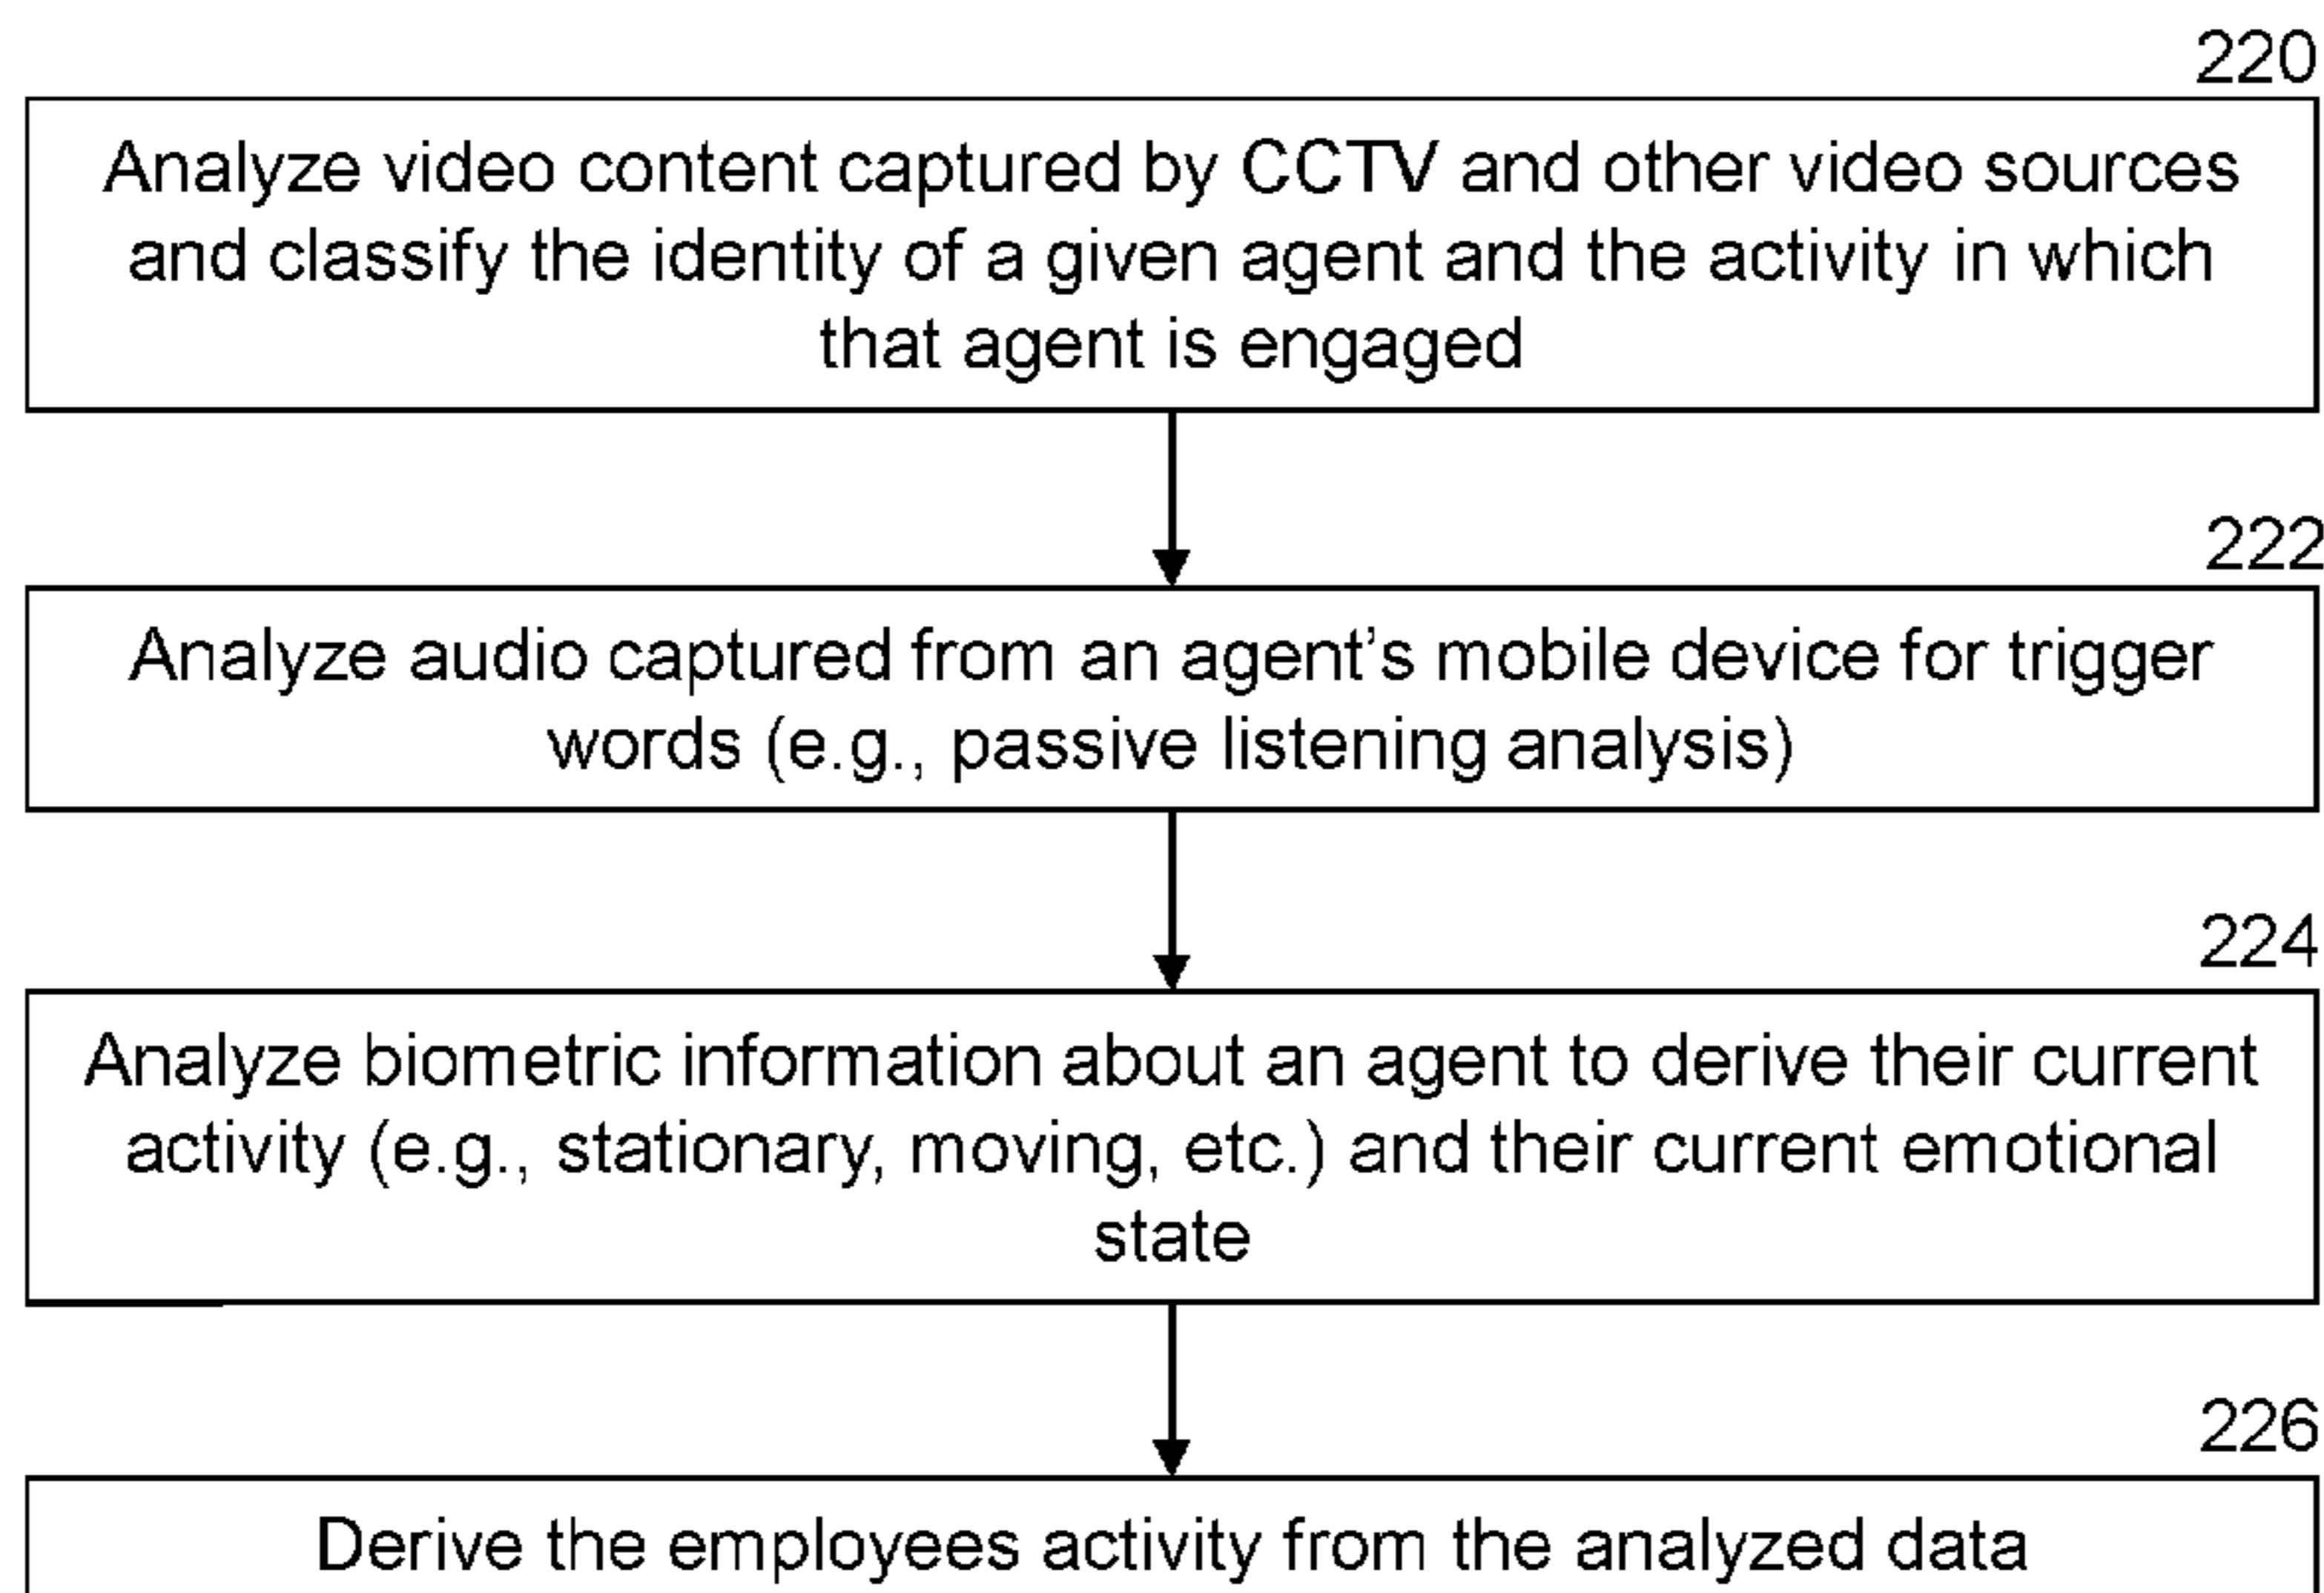 220
Analyze video content captured by CCTV and other video sources
and classify the identity of a given agent and the activity in which
that agent is engaged
222
Analyze audio captured from an agent's mobile device for trigger
words (e.g., passive listening analysis)
224
Analyze biometric information about an agent to derive their current
activity (e.g., stationary, moving, etc.) and their current emotional
state
226
Derive the employees activity from the analyzed data